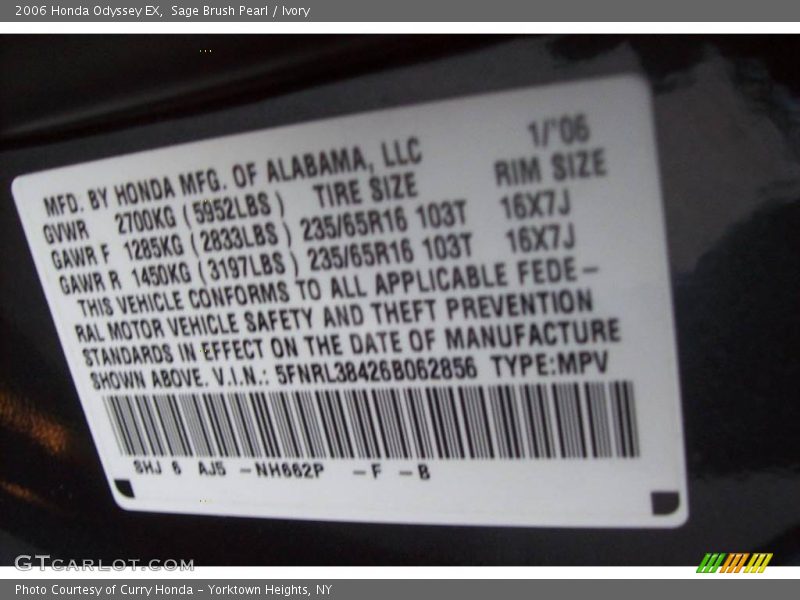 2006 Honda Odyssey EX,  Sage Brush Pearl / Ivory
1/'06
MFD. BY HONDA MFG. OF ALABAMA, LLC
GVWR 2700KG (5952LBS) TIRE SIZE RIM SIZE
GAWR F 1285KG (2833LBS) 235/65R16 103T 16X7J
GAWR R 1450KG (3197LBS) 235/65R16 103T 16X7J
THIS VEHICLE CONFORMS TO ALL APPLICABLE FEDE-
RAL MOTOR VEHICLE SAFETY AND THEFT PREVENTION
STANDARDS IN EFFECT ON THE DATE OF MANUFACTURE
SHOWN ABOVE. V.I.N.: 5FNRL38426B062856 TYPE:MPV
SHJ 6 AJ5 -NH662P -F -B
GTCARLOT.COM
Photo Courtesy of Curry Honda - Yorktown Heights, NY